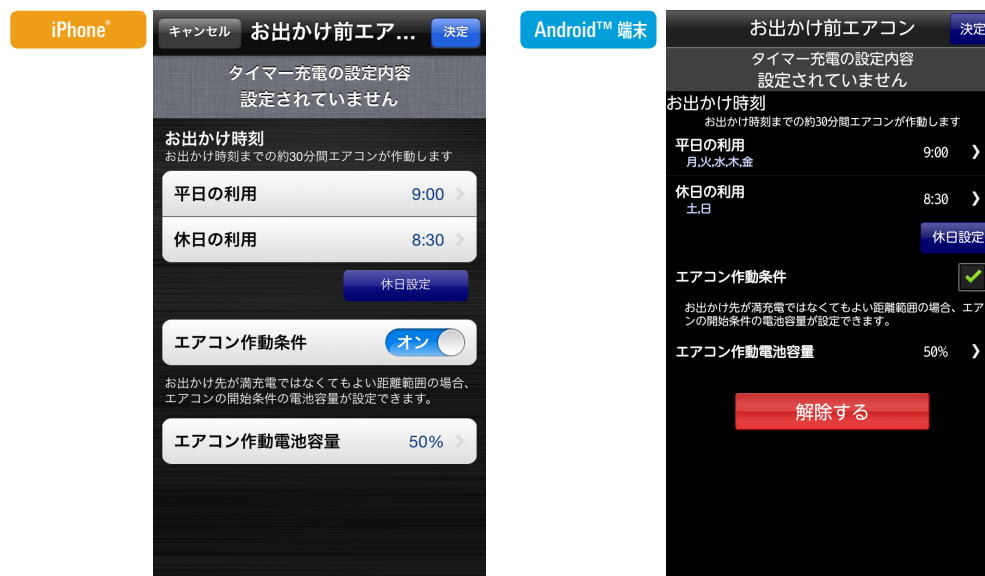 iPhone®
キャンセル
お出かけ前エア...
決定
タイマー充電の設定内容
設定されていません
お出かけ時刻
お出かけ時刻までの約30分間エアコンが作動します
平日の利用 9:00
休日の利用 8:30
休日設定
エアコン作動条件 オン
お出かけ先が満充電ではなくてもよい距離範囲の場合、
エアコンの開始条件の電池容量が設定できます。
エアコン作動電池容量 50%
Android™ 端末
お出かけ前エアコン
決定
タイマー充電の設定内容
設定されていません
お出かけ時刻
お出かけ時刻までの約30分間エアコンが作動します
平日の利用 9:00
月,火,水,木,金
休日の利用 8:30
土,日
休日設定
エアコン作動条件
お出かけ先が満充電ではなくてもよい距離範囲の場合、エア
ンの開始条件の電池容量が設定できます。
エアコン作動電池容量 50%
解除する